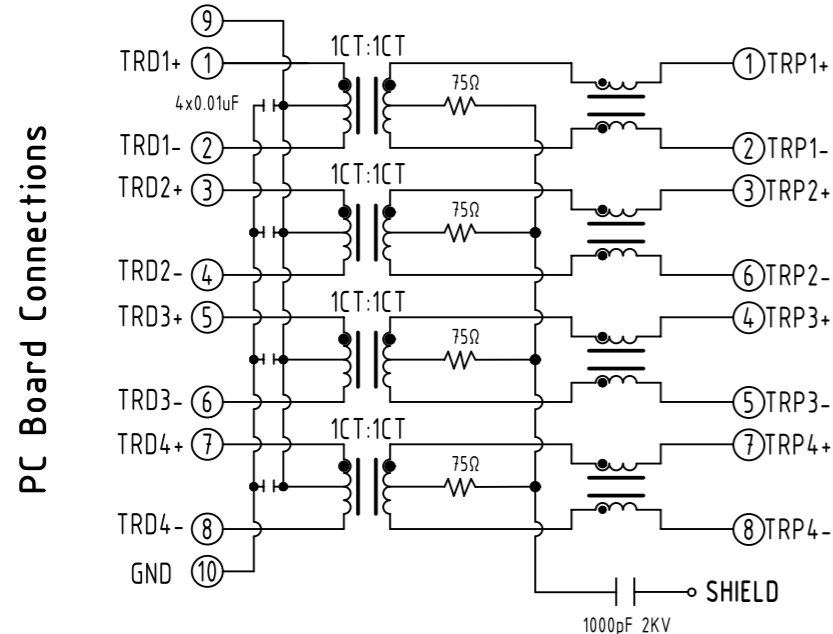 PC Board Connections
9
1CT:1CT
TRD1+ 1
75Ω
1 TRP1+
4x0.01uF
TRD1- 2
2 TRP1-
1CT:1CT
TRD2+ 3
75Ω
3 TRP2+
TRD2- 4
6 TRP2-
1CT:1CT
TRD3+ 5
75Ω
4 TRP3+
TRD3- 6
5 TRP3-
1CT:1CT
TRD4+ 7
75Ω
7 TRP4+
TRD4- 8
8 TRP4-
GND 10
SHIELD
1000pF 2KV